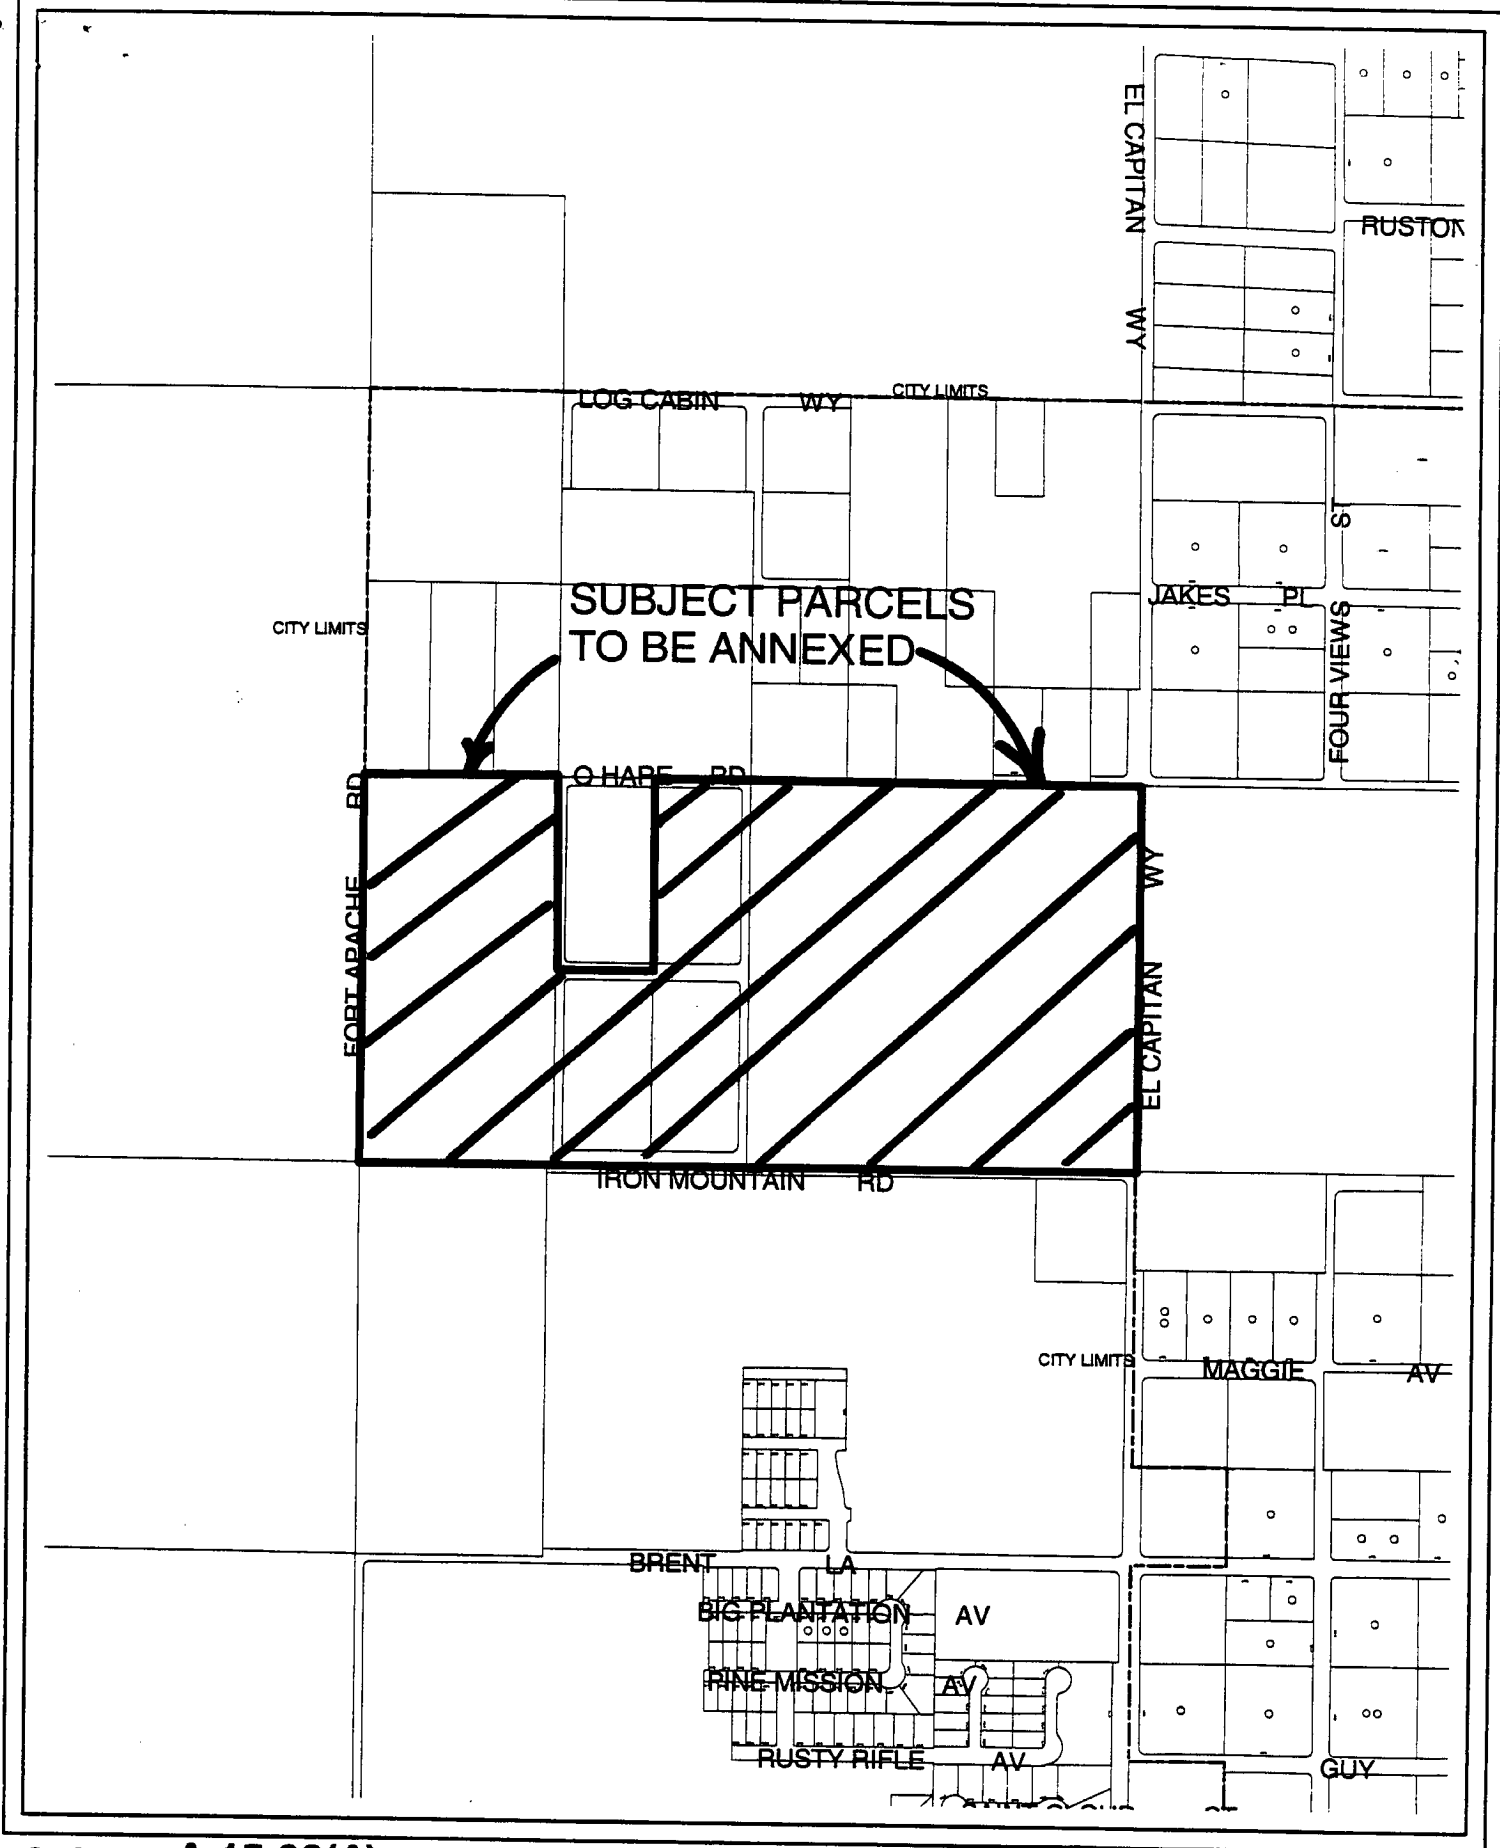 EL CAPITAN WY
RUSTON
LOG CABIN WY
CITY LIMITS
ST
FOUR VIEWS
JAKES PL
SUBJECT PARCELS
TO BE ANNEXED
CITY LIMITS
O HARE RD
FORT APACHE RD
EL CAPITAN WY
IRON MOUNTAIN RD
CITY LIMITS
MAGGIE AV
BRENT LA
BIG PLANTATION AV
PINE MISSION AV
RUSTY RIFLE AV
GUY